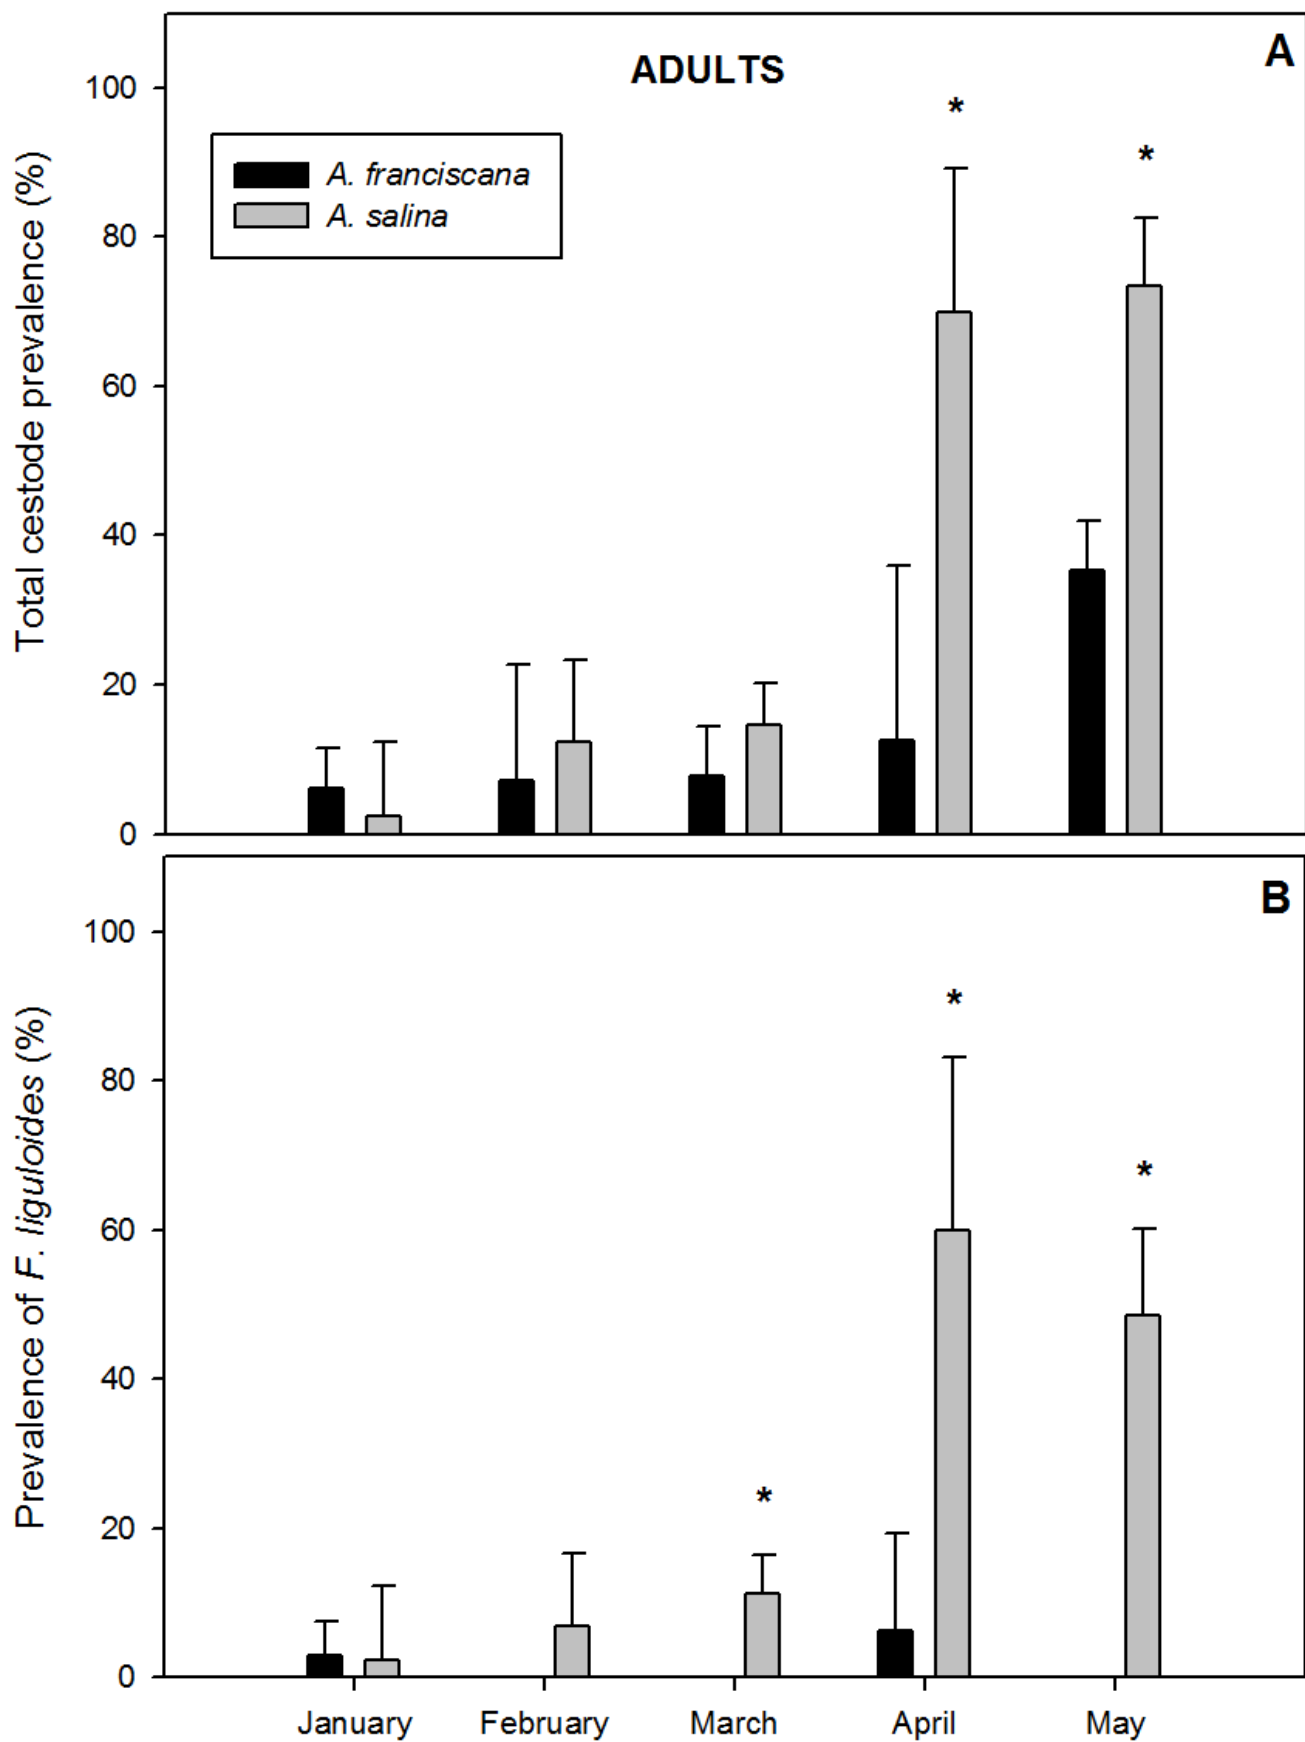 A
ADULTS
Total cestode prevalence (%)
100
80
60
40
20
0
A. franciscana
A. salina
*
*
B
Prevalence of F. liguloides (%)
100
80
60
40
20
0
*
*
*
January February March April May